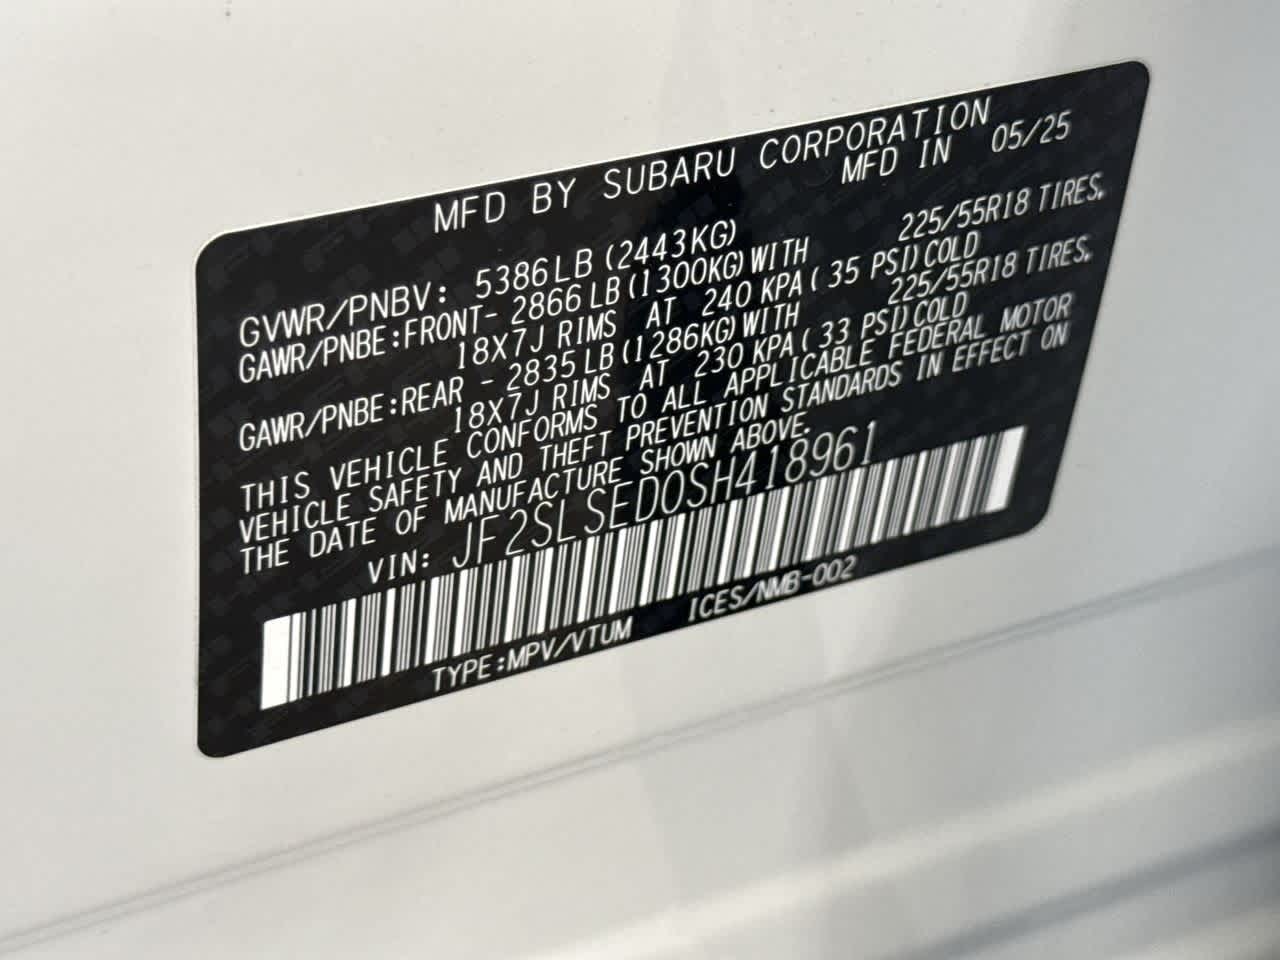 MFD BY SUBARU CORPORATION
MFD IN 05/25
GVWR/PNBV: 5386LB(2443KG)
GAWR/PNBE:FRONT- 2866LB(1300KG)WITH 225/55R18 TIRES,
18X7J RIMS AT 240 KPA( 35 PSI)COLD
GAWR/PNBE:REAR - 2835LB(1286KG)WITH 225/55R18 TIRES,
18X7J RIMS AT 230 KPA( 33 PSI)COLD
THIS VEHICLE CONFORMS TO ALL APPLICABLE FEDERAL MOTOR
VEHICLE SAFETY AND THEFT PREVENTION STANDARDS IN EFFECT ON
THE DATE OF MANUFACTURE SHOWN ABOVE.
VIN: JF2SLSED0SH418961
TYPE:MPV/VTUM ICES/NMB-002